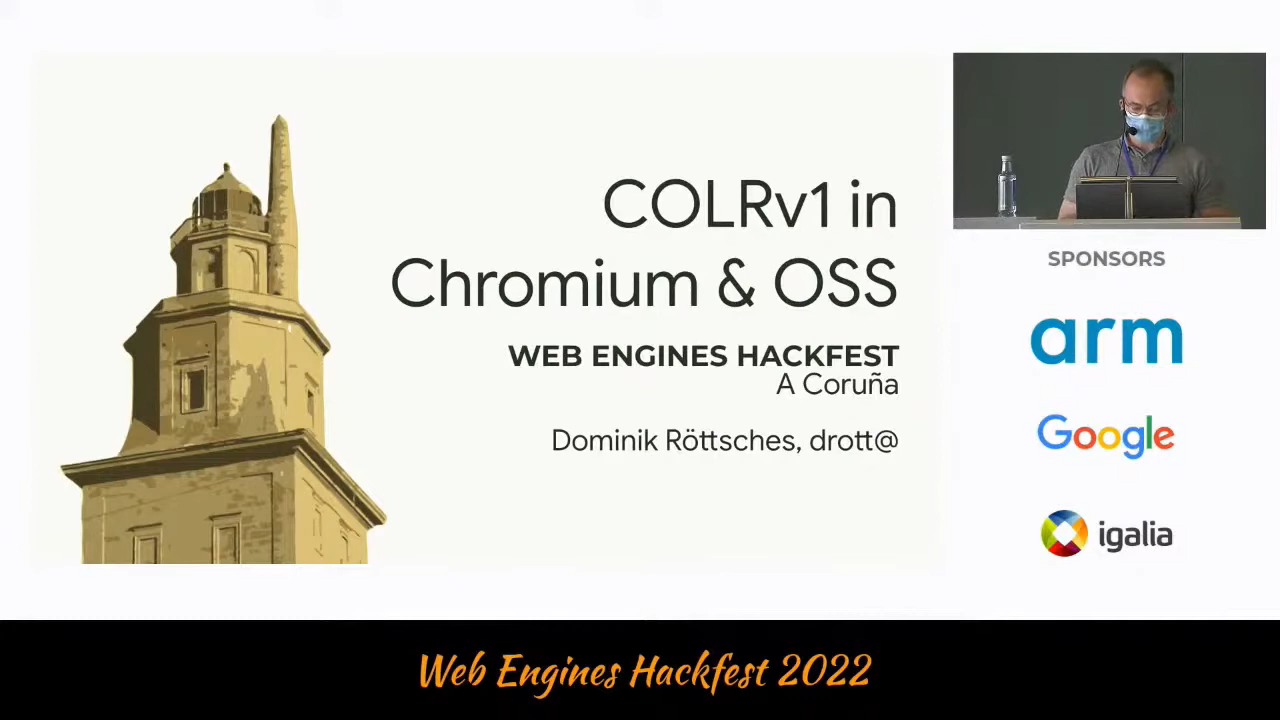 COLRv1 in
Chromium & OSS
WEB ENGINES HACKFEST
A Coruña
Dominik Röttsches, drott@
SPONSORS
arm
Google
igalia
Web Engines Hackfest 2022